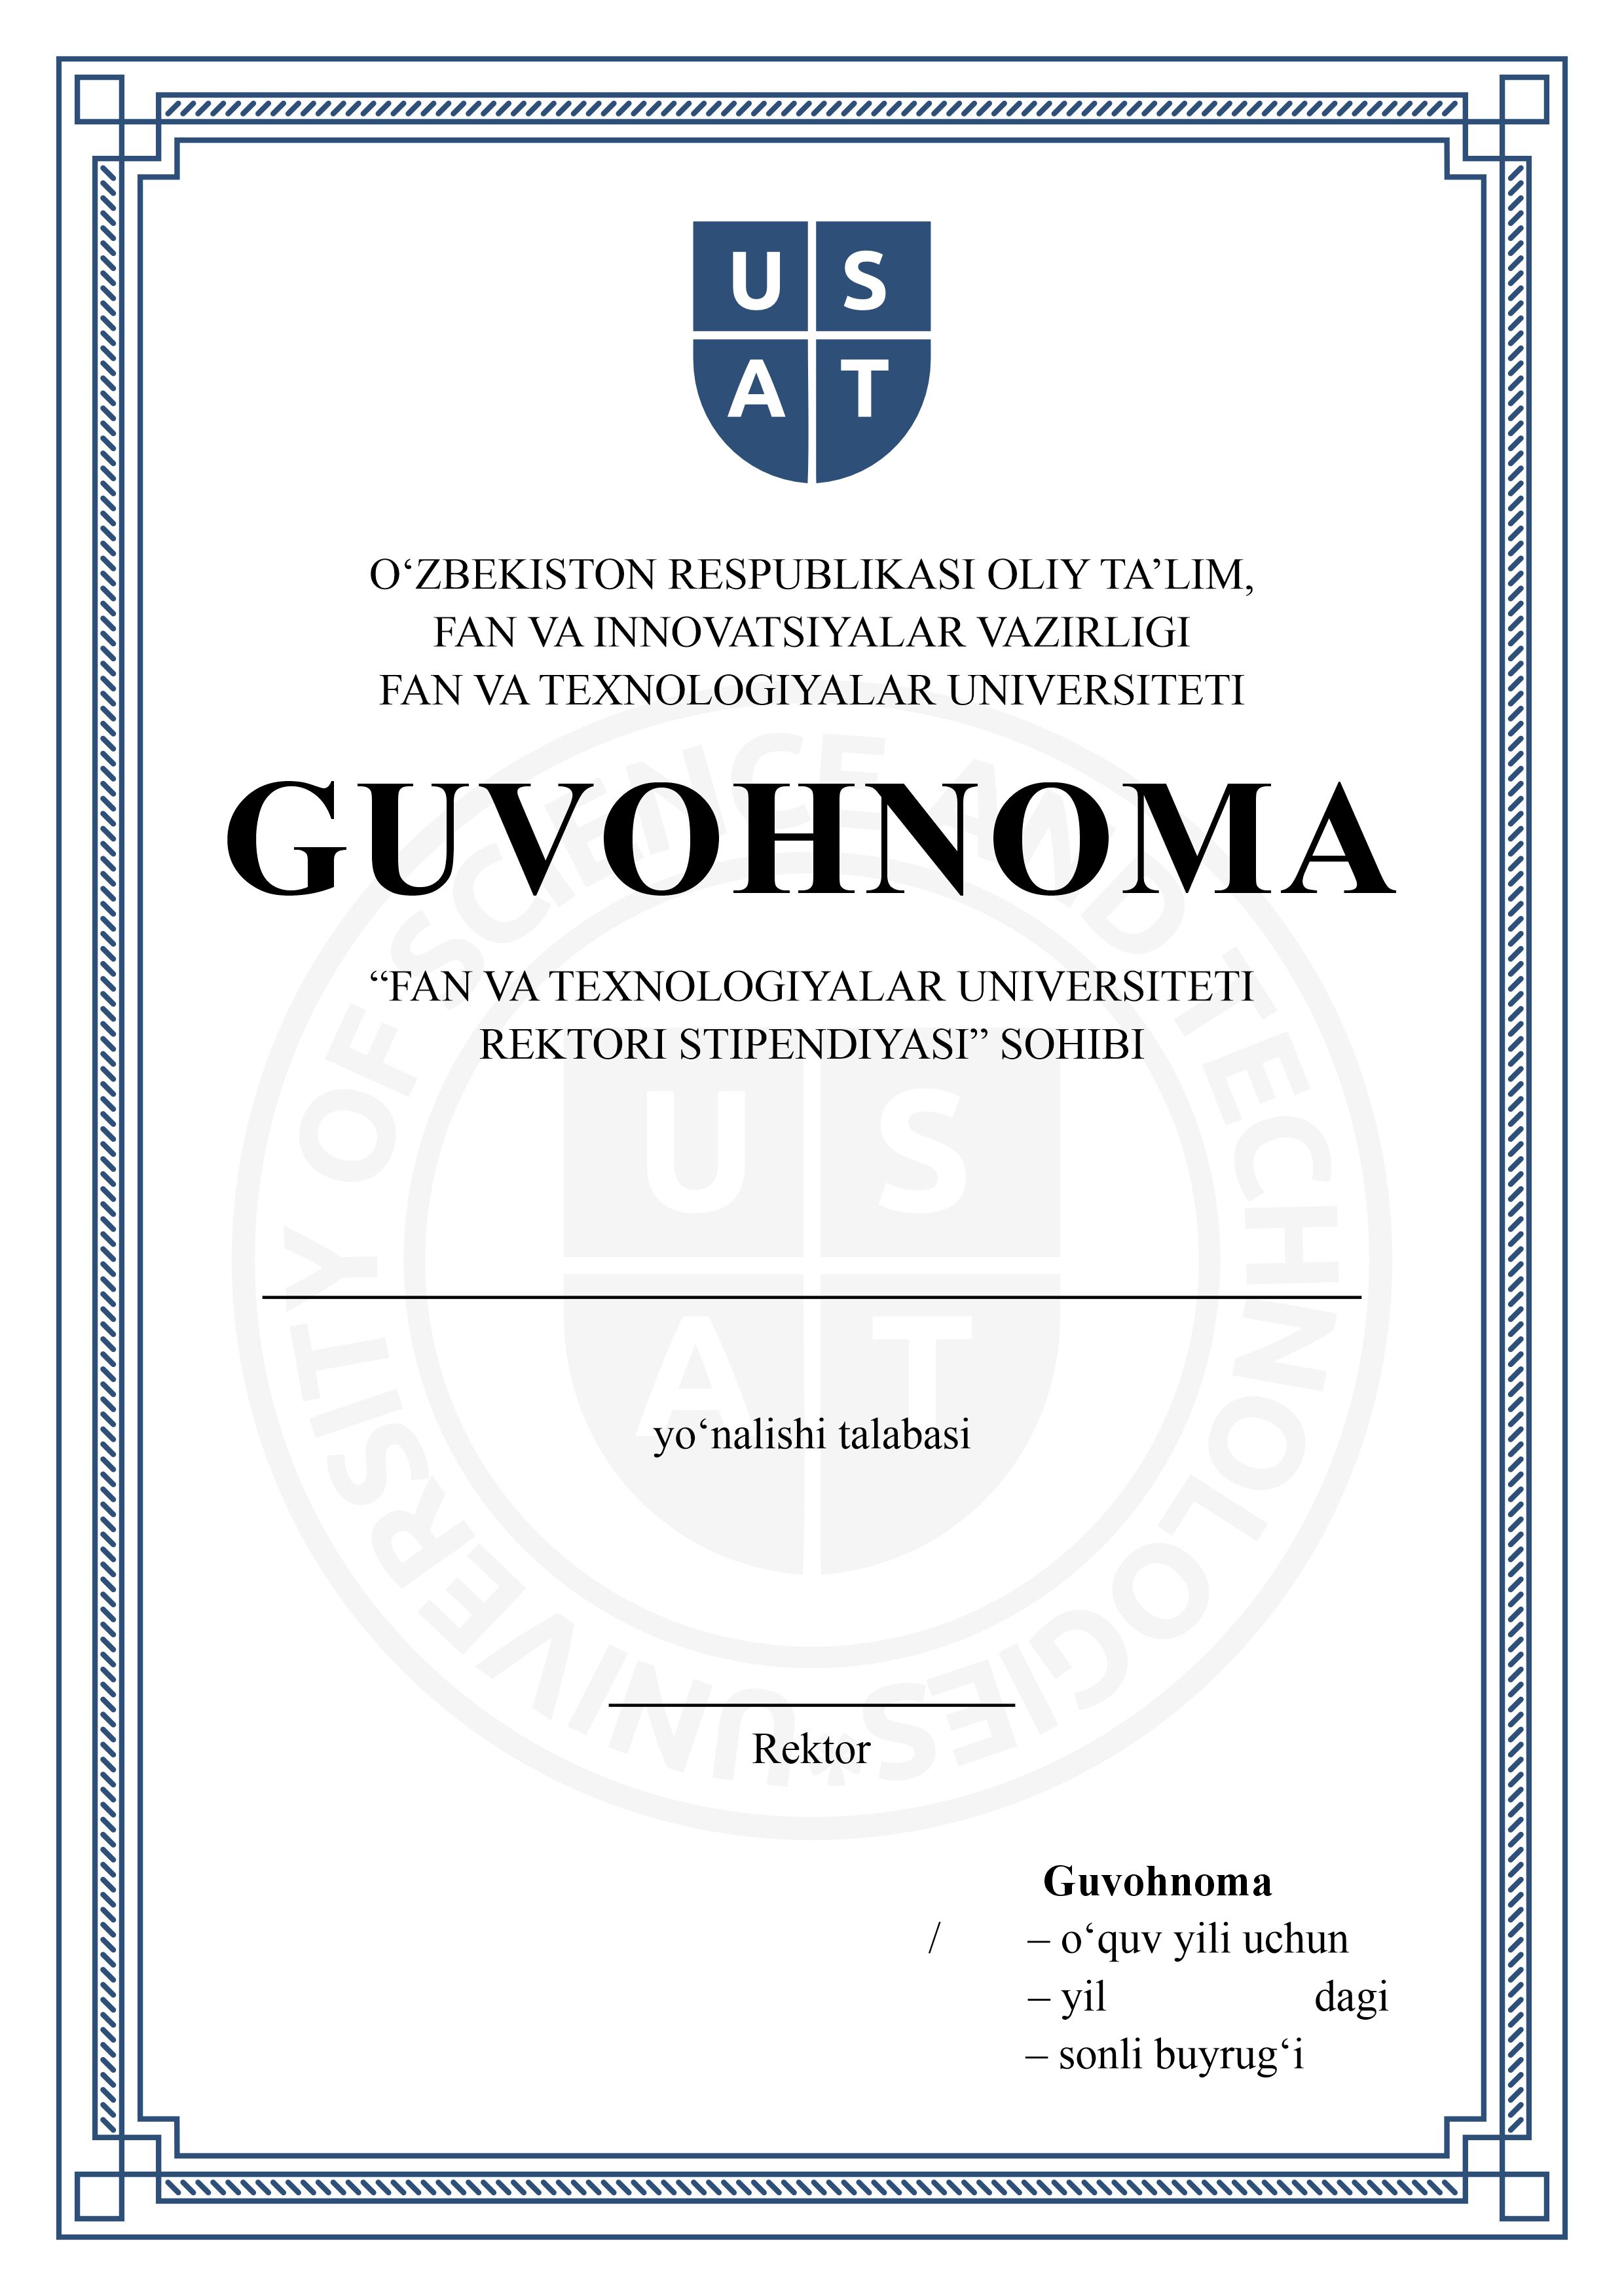 U S
A T
O‘ZBEKISTON RESPUBLIKASI OLIY TA’LIM,
FAN VA INNOVATSIYALAR VAZIRLIGI
FAN VA TEXNOLOGIYALAR UNIVERSITETI
GUVOHNOMA
“FAN VA TEXNOLOGIYALAR UNIVERSITETI
REKTORI STIPENDIYASI” SOHIBI
UNIVERSITY OF SCIENCE AND TECHNOLOGIES
U S
A T
yo‘nalishi talabasi
Rektor
Guvohnoma
/ – o‘quv yili uchun
– yil dagi
– sonli buyrug‘i